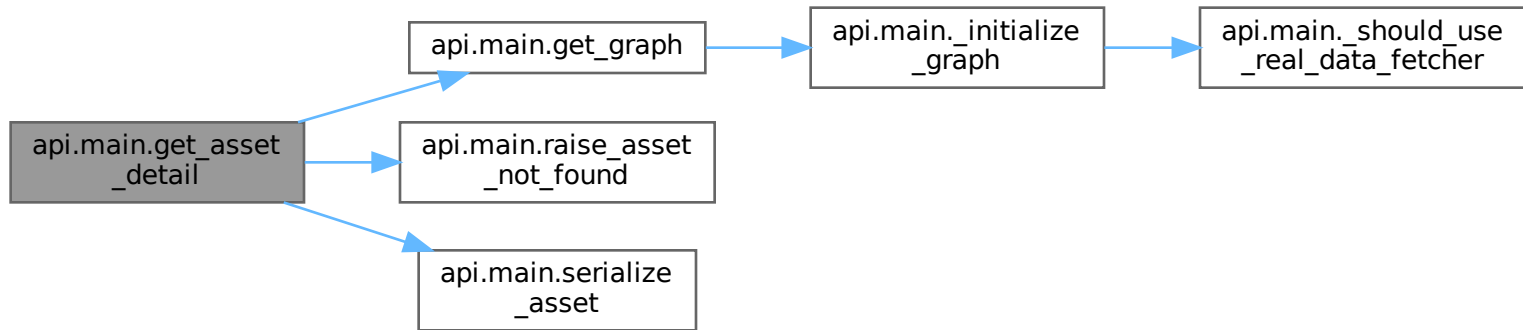 api.main.get_graph
api.main._initialize
_graph
api.main._should_use
_real_data_fetcher
api.main.get_asset
_detail
api.main.raise_asset
_not_found
api.main.serialize
_asset